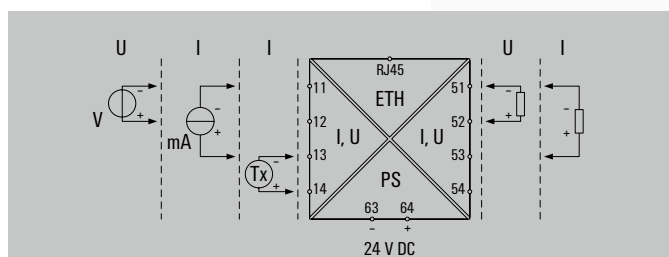 U I I U I
RJ45
- 11 - ETH 51 - -
V + 12 52 + +
mA + I, U I, U
- 13 53
Tx + 14 PS 54
63 64
- +
24 V DC